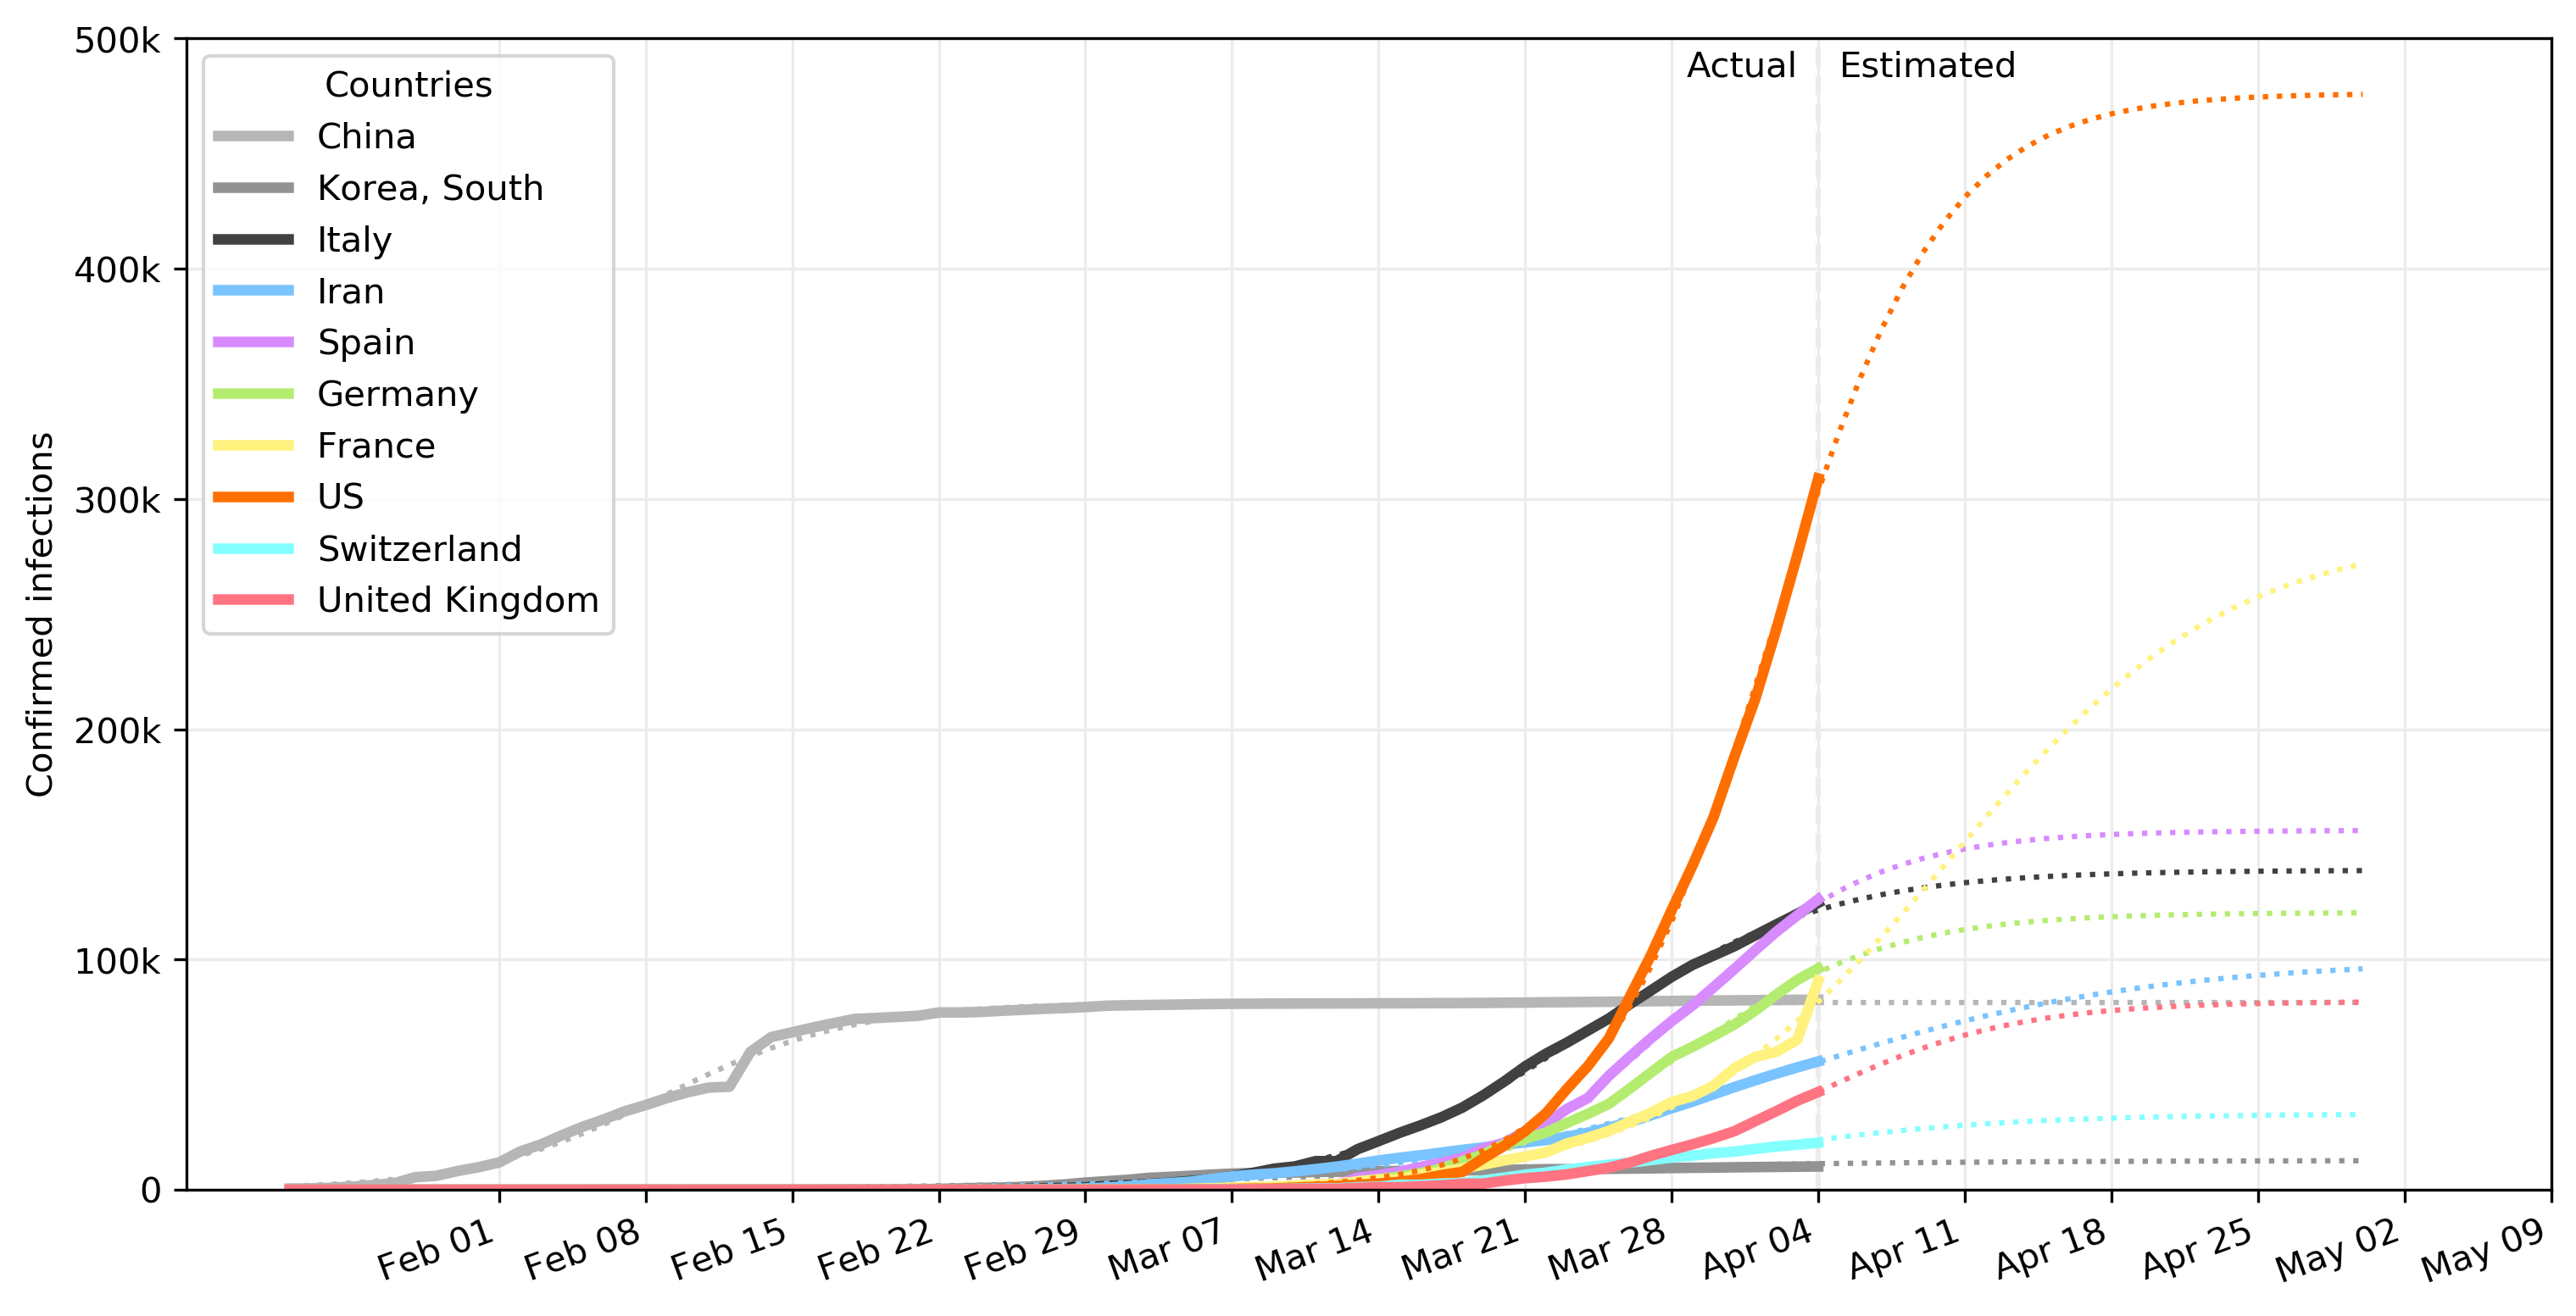 500k
400k
300k
200k
100k
0
Confirmed infections
Countries
China
Korea, South
Italy
Iran
Spain
Germany
France
US
Switzerland
United Kingdom
Actual
Estimated
Feb 01
Feb 08
Feb 15
Feb 22
Feb 29
Mar 07
Mar 14
Mar 21
Mar 28
Apr 04
Apr 11
Apr 18
Apr 25
May 02
May 09